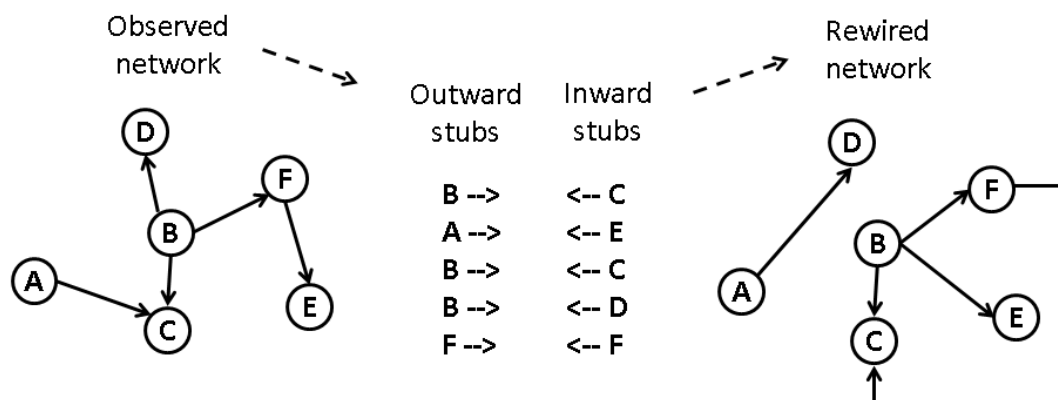 Observed
network
D
F
B
A
E
C
Outward
stubs
Inward
stubs
B --> <-- C
A --> <-- E
B --> <-- C
B --> <-- D
F --> <-- F
Rewired
network
D
F
B
A
E
C